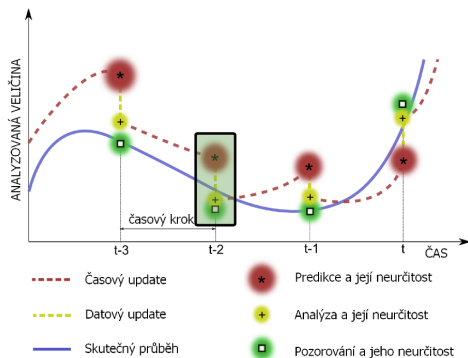 ANALYZOVANÁ VELIČINA
časový krok
t-3 t-2 t-1 t ČAS
Časový update
Predikce a její neurčitost
Datový update
Analýza a její neurčitost
Skutečný průběh
Pozorování a jeho neurčitost